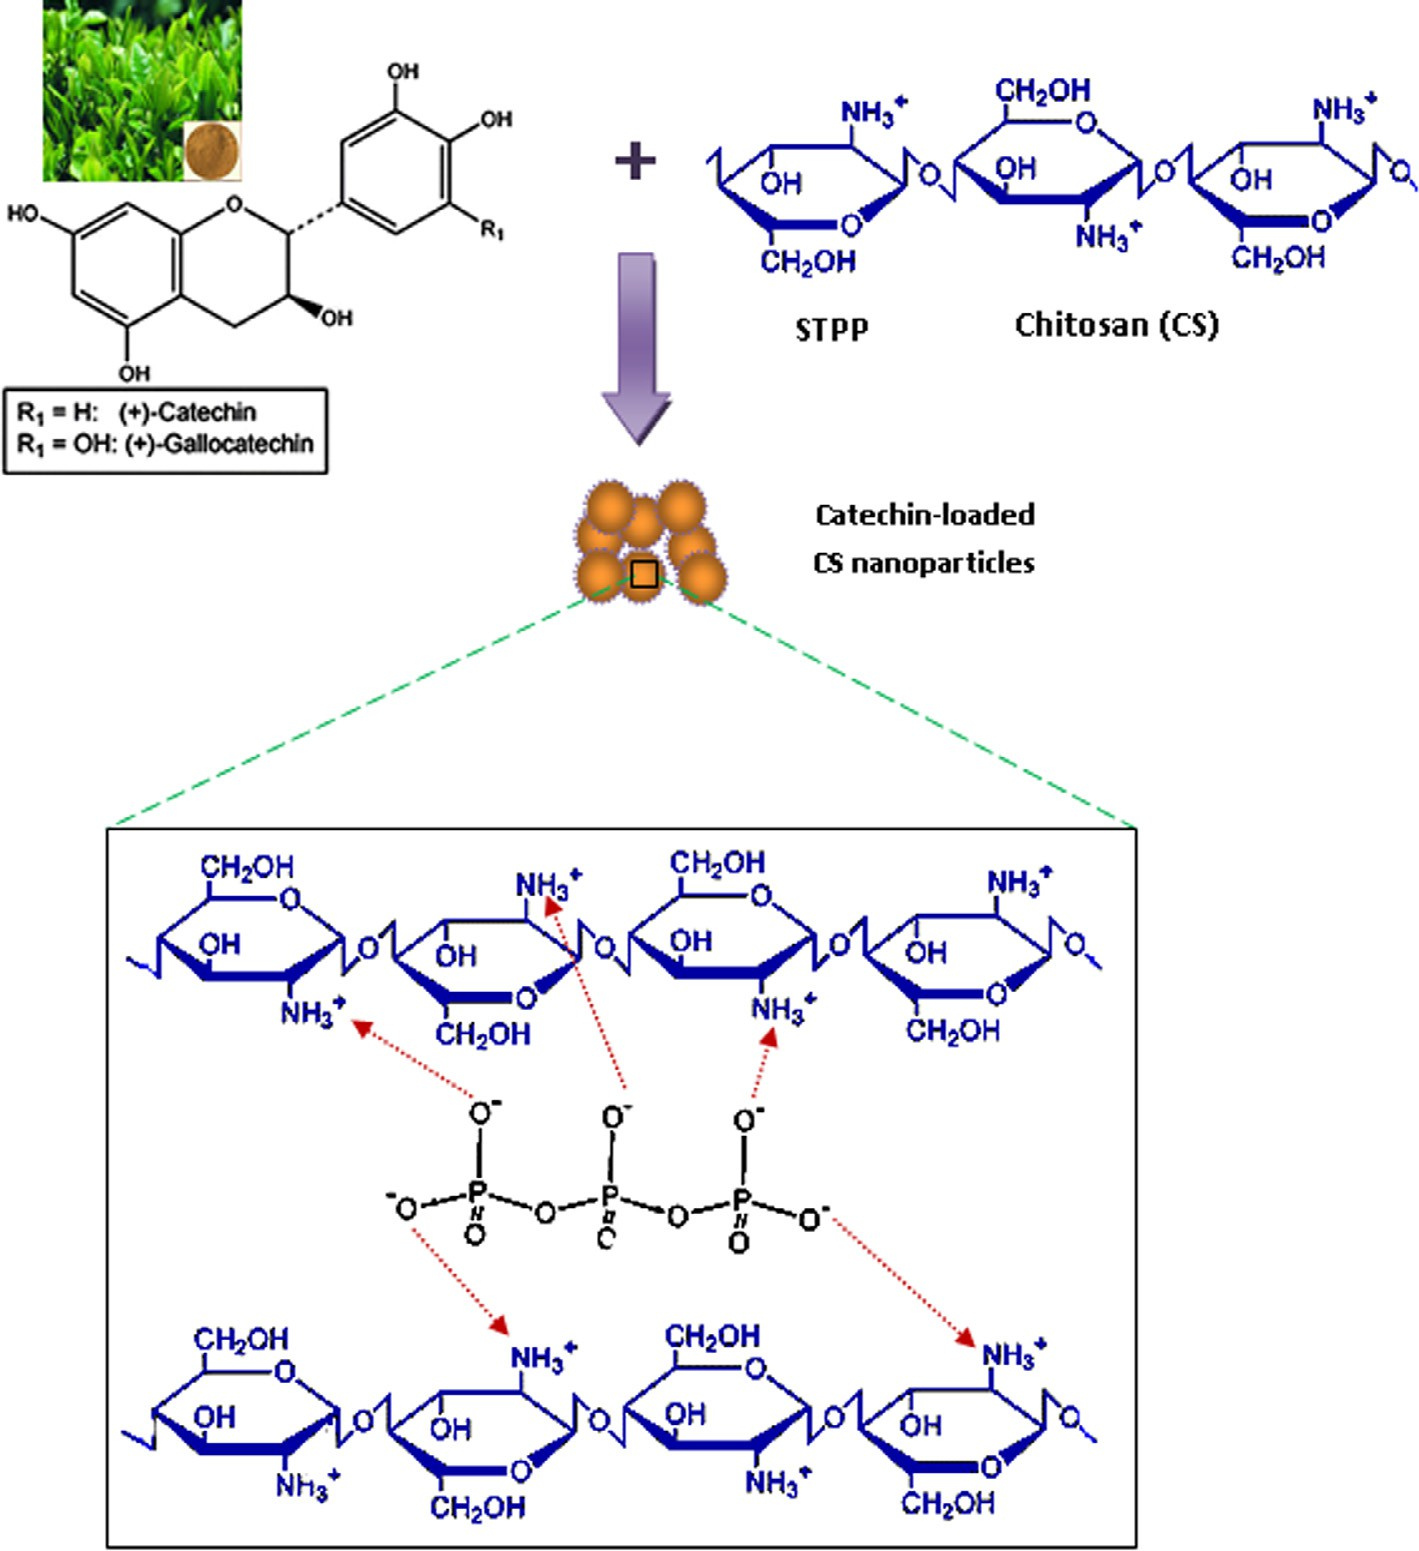 OH
OH
HO
O
R₁
OH
OH
R₁ = H: (+)-Catechin
R₁ = OH: (+)-Gallocatechin
+
NH₃⁺ CH₂OH NH₃⁺
OH O OH O OH O
O O O
CH₂OH NH₃⁺ CH₂OH
STPP Chitosan (CS)
Catechin-loaded
CS nanoparticles
CH₂OH NH₃⁺ CH₂OH NH₃⁺
O O
OH O OH O OH O OH O
O O
NH₃⁺ CH₂OH NH₃⁺ CH₂OH
O⁻ O⁻ O⁻
⁻O P O P O P O⁻
O C O
CH₂OH NH₃⁺ CH₂OH NH₃⁺
O O
OH O OH O OH O OH O
O O
NH₃⁺ CH₂OH NH₃⁺ CH₂OH